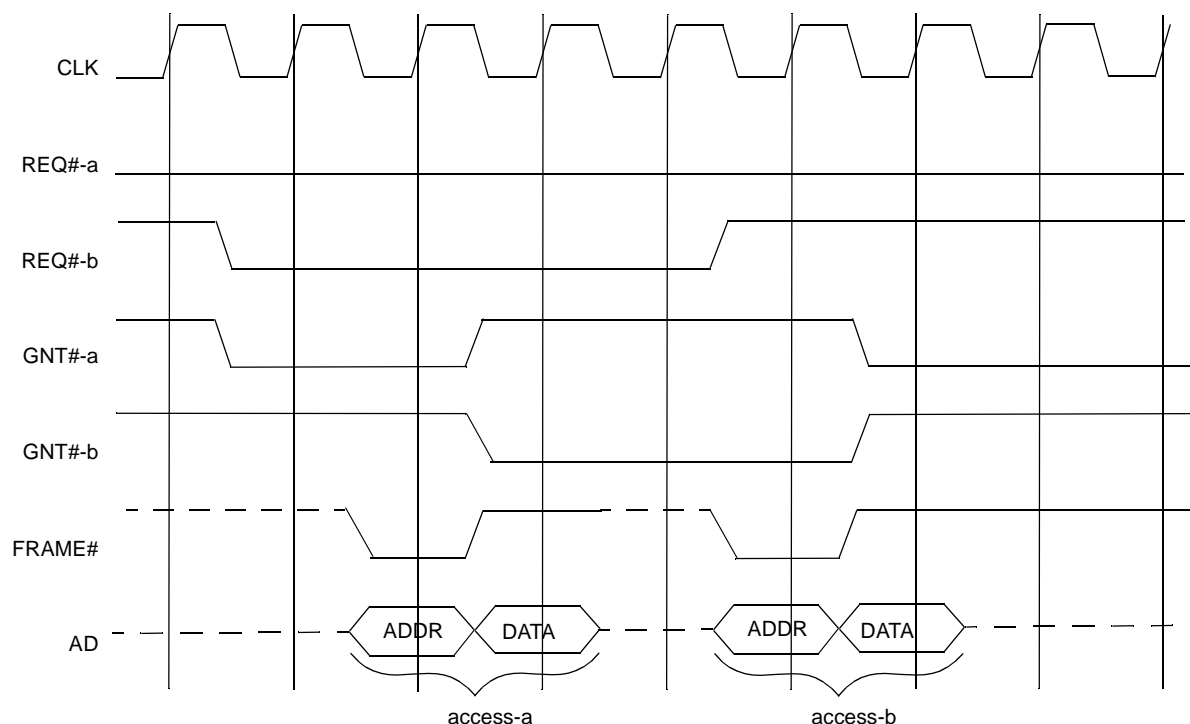 CLK
REQ#-a
REQ#-b
GNT#-a
GNT#-b
FRAME#
AD
ADDR
DATA
ADDR
DATA
access-a
access-b